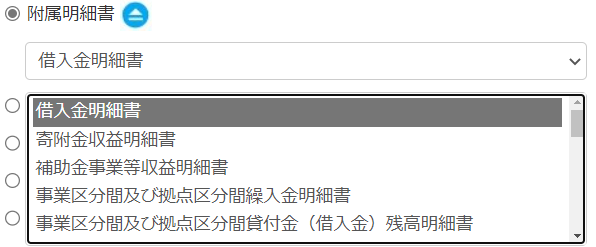 附属明細書
借入金明細書
借入金明細書
寄附金収益明細書
補助金事業等収益明細書
事業区分間及び拠点区分間繰入金明細書
事業区分間及び拠点区分間貸付金（借入金）残高明細書